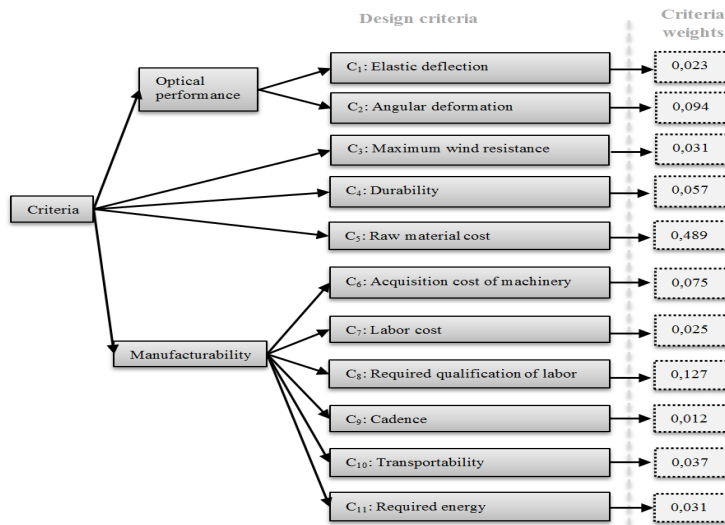 Design criteria
Criteria
weights
Optical
performance
C₁: Elastic deflection
0,023
C₂: Angular deformation
0,094
C₃: Maximum wind resistance
0,031
C₄: Durability
0,057
Criteria
C₅: Raw material cost
0,489
C₆: Acquisition cost of machinery
0,075
C₇: Labor cost
0,025
Manufacturability
C₈: Required qualification of labor
0,127
C₉: Cadence
0,012
C₁₀: Transportability
0,037
C₁₁: Required energy
0,031